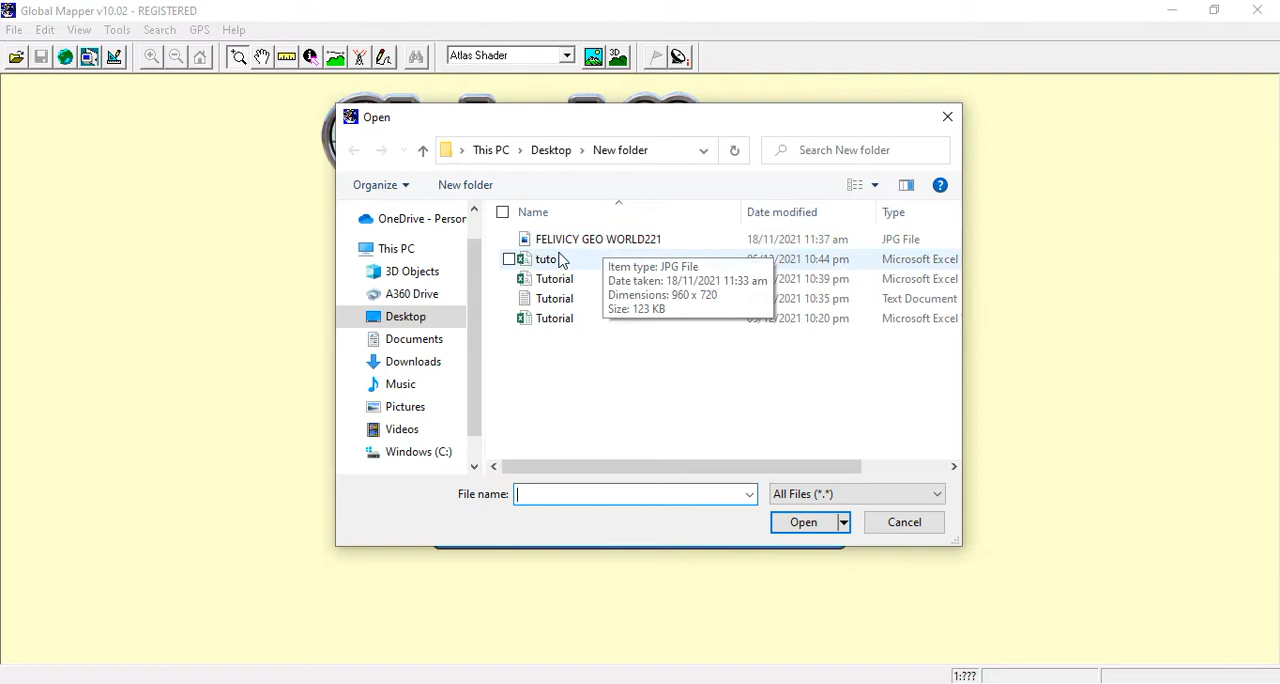 Global Mapper v10.02 - REGISTERED
File Edit View Tools Search GPS Help
Atlas Shader
3D
Open
This PC > Desktop > New folder
Search New folder
Organize
New folder
Name Date modified Type
OneDrive - Person
This PC
3D Objects
A360 Drive
Desktop
Documents
Downloads
Music
Pictures
Videos
Windows (C:)
FELIVICY GEO WORLD221 18/11/2021 11:37 am JPG File
tuto 10:44 pm Microsoft Excel
Tutorial 10:39 pm Microsoft Excel
Tutorial 10:35 pm Text Document
Tutorial 10:20 pm Microsoft Excel
Item type: JPG File
Date taken: 18/11/2021 11:33 am
Dimensions: 960 x 720
Size: 123 KB
File name:
All Files (*.*)
Open
Cancel
1:???